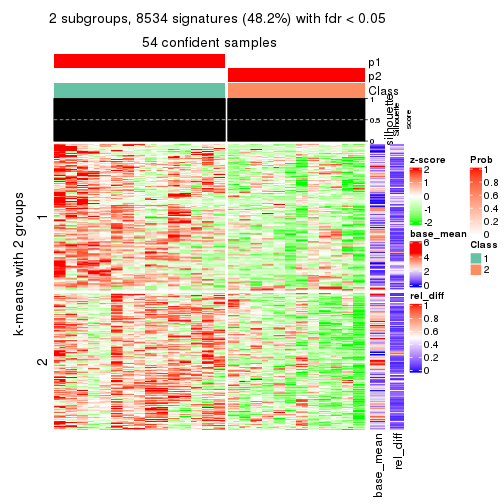 2 subgroups, 8534 signatures (48.2%) with fdr < 0.05
54 confident samples
p1
p2
Class
1
0.5
0
silhouette
Silhouette
score
k-means with 2 groups
1
2
base_mean
rel_diff
z-score
2
1
0
-1
-2
base_mean
6
4
2
0
rel_diff
1
0.8
0.6
0.4
0.2
0
Prob
1
0.8
0.6
0.4
0.2
0
Class
1
2